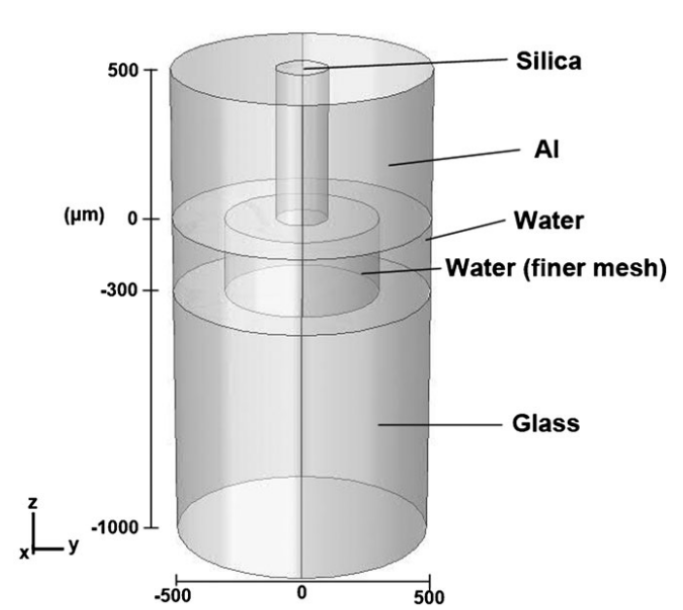 500
Silica
Al
(μm)
0
Water
Water (finer mesh)
-300
Glass
z
x
y
-1000
-500
0
500